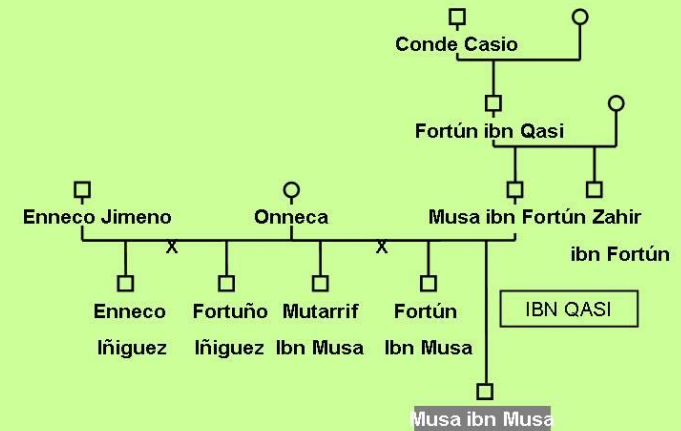 Conde Casio
Fortún ibn Qasi
Enneco Jimeno Onneca Musa ibn Fortún Zahir
ibn Fortún
X X
Enneco Fortuño Mutarrif Fortún IBN QASI
Iñiguez Iñiguez Ibn Musa Ibn Musa
Musa ibn Musa